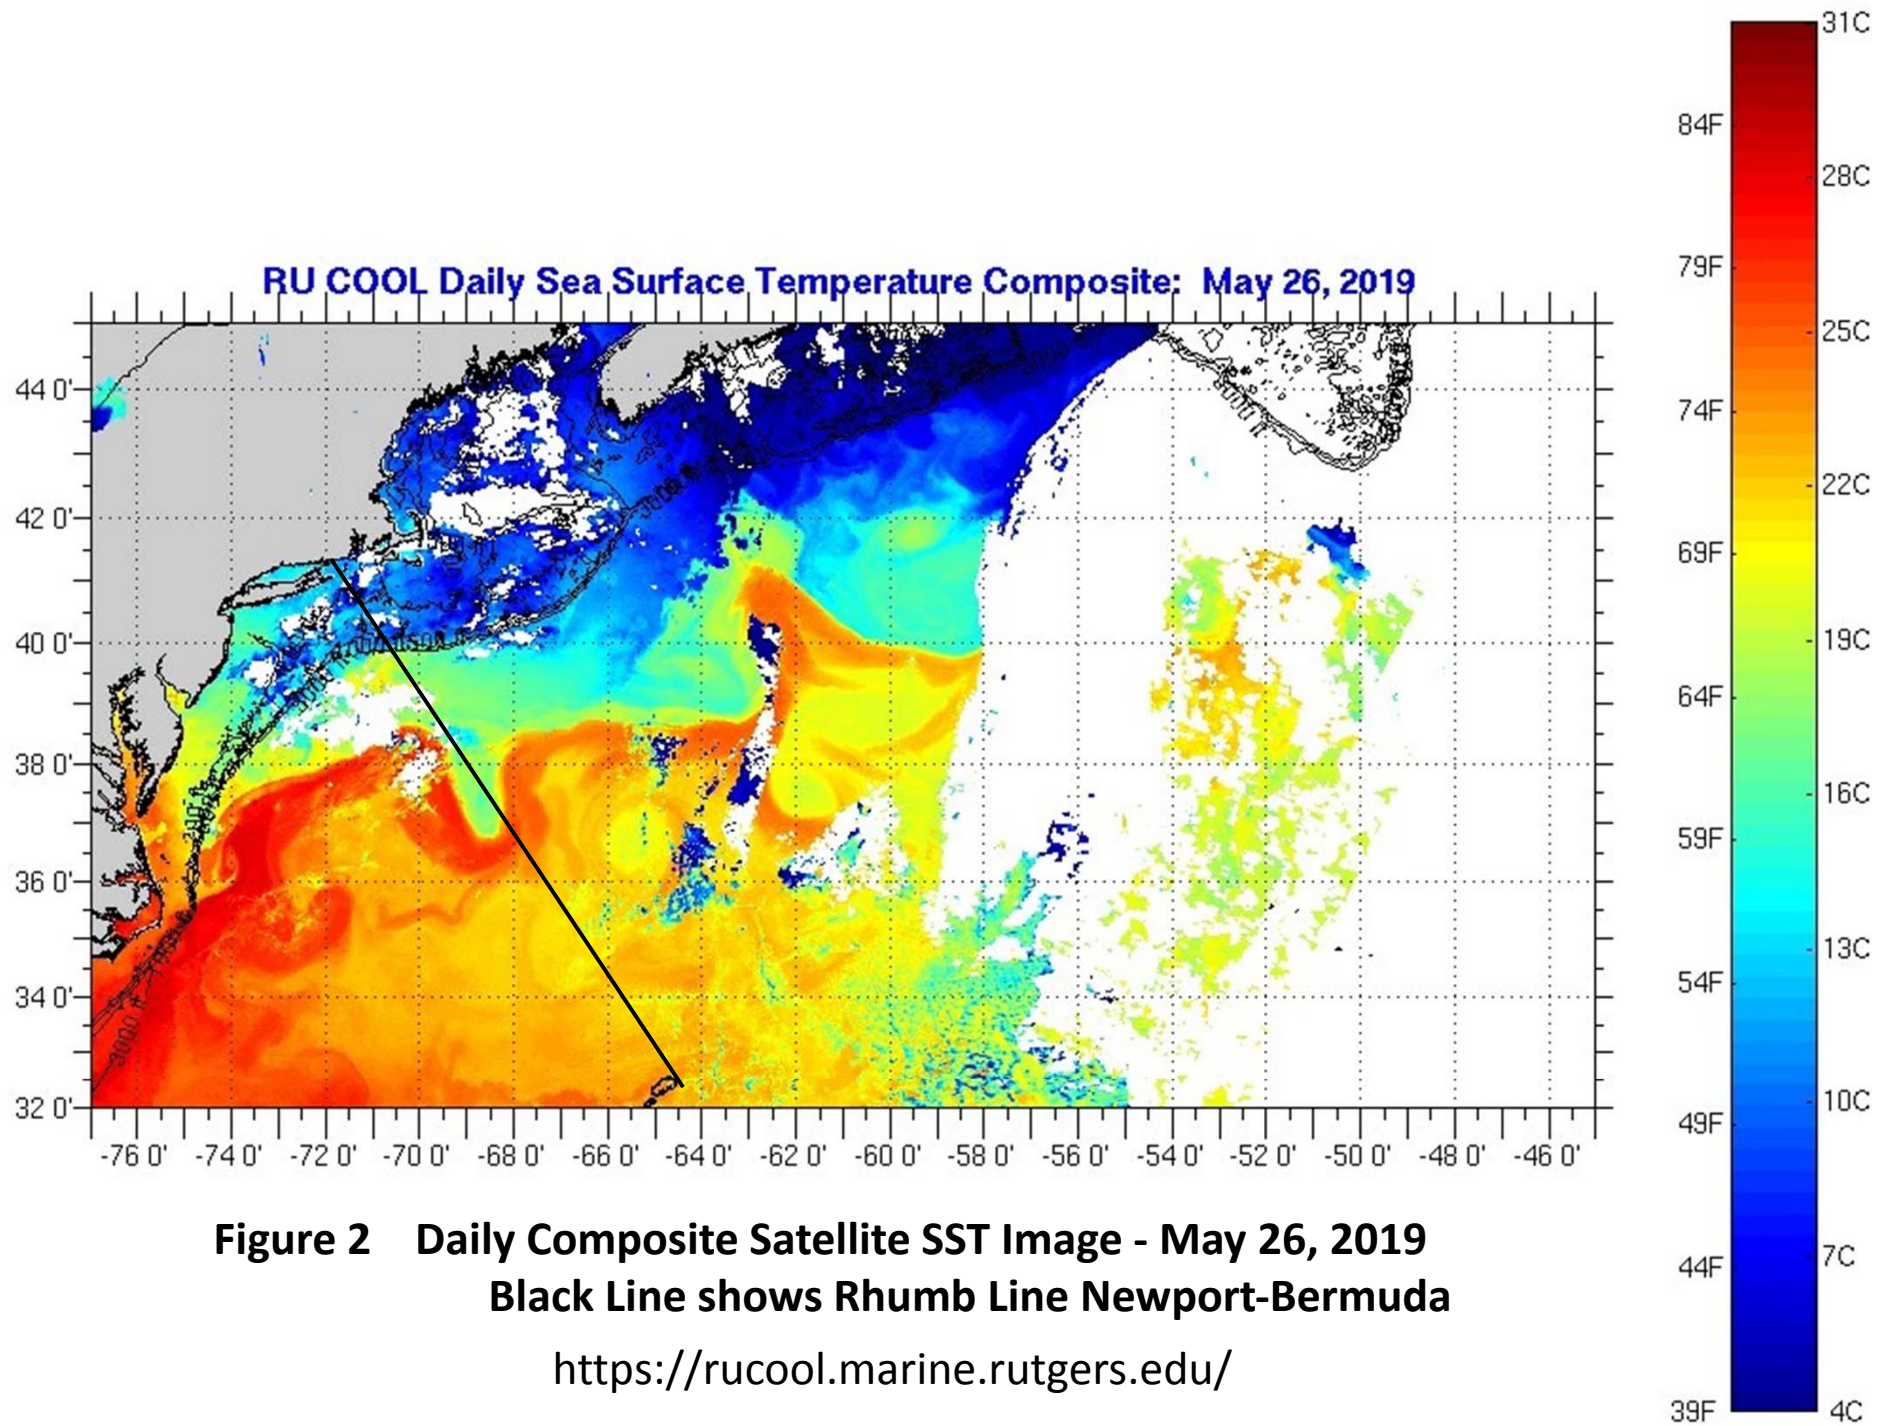 31C
84F
28C
RU COOL Daily Sea Surface Temperature Composite: May 26, 2019
79F
25C
44 0'
74F
22C
42 0'
69F
40 0'
19C
64F
38 0'
16C
59F
36 0'
13C
34 0'
54F
3000
32 0'
10C
49F
-76 0' -74 0' -72 0' -70 0' -68 0' -66 0' -64 0' -62 0' -60 0' -58 0' -56 0' -54 0' -52 0' -50 0' -48 0' -46 0'
Figure 2 Daily Composite Satellite SST Image - May 26, 2019
7C
44F
Black Line shows Rhumb Line Newport-Bermuda
https://rucool.marine.rutgers.edu/
39F
4C